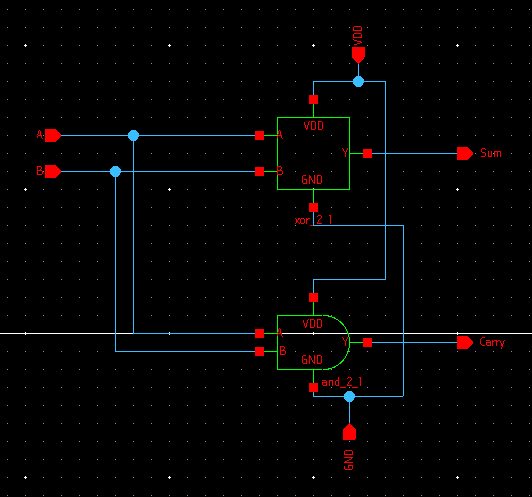 VDD
VDD
A
A
Y
Sum
B
B
GND
xor_2_1
VDD
A
Y
Carry
B
GND
and_2_1
GND